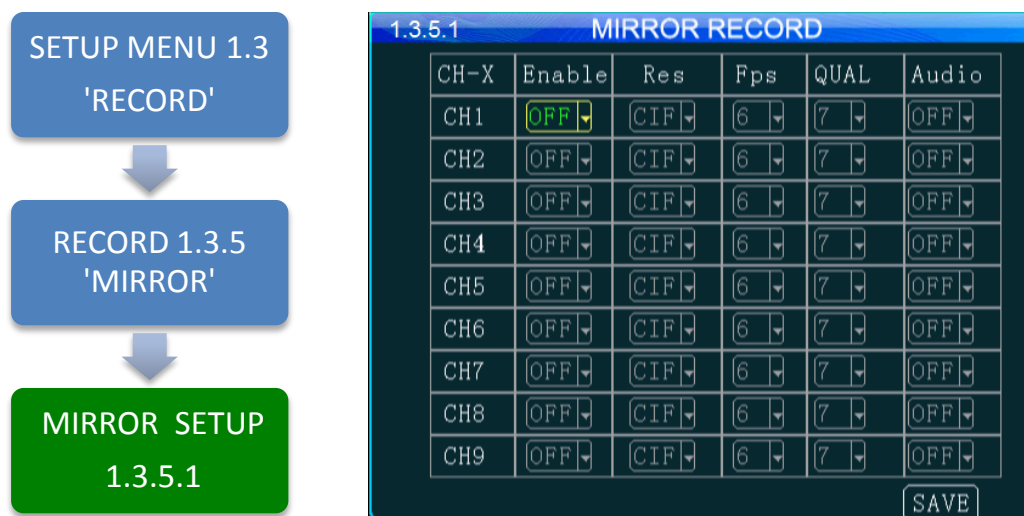 SETUP MENU 1.3
'RECORD'
RECORD 1.3.5
'MIRROR'
MIRROR SETUP
1.3.5.1
1.3.5.1 MIRROR RECORD
CH-X Enable Res Fps QUAL Audio
CH1 OFF CIF 6 7 OFF
CH2 OFF CIF 6 7 OFF
CH3 OFF CIF 6 7 OFF
CH4 OFF CIF 6 7 OFF
CH5 OFF CIF 6 7 OFF
CH6 OFF CIF 6 7 OFF
CH7 OFF CIF 6 7 OFF
CH8 OFF CIF 6 7 OFF
CH9 OFF CIF 6 7 OFF
SAVE